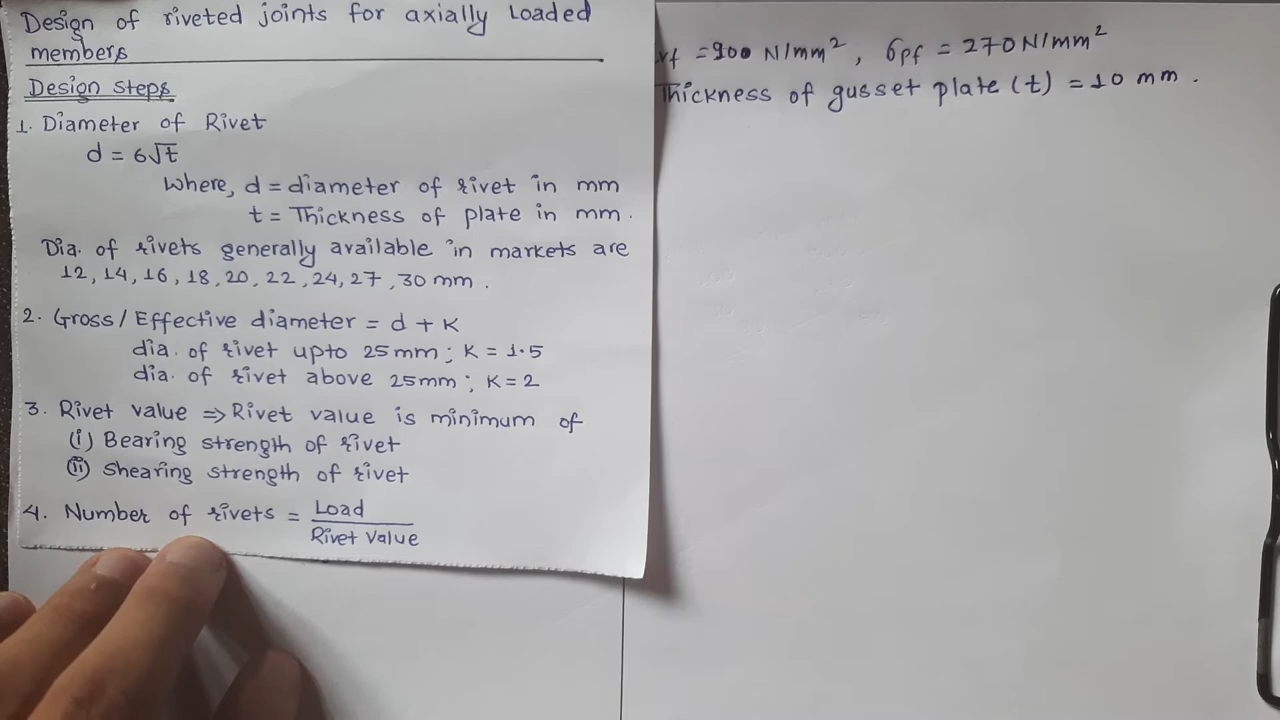 Design of riveted joints for axially Loaded
members
Design steps
1. Diameter of Rivet
d = 6√t
Where, d = diameter of rivet in mm
t = Thickness of plate in mm.
Dia. of rivets generally available in markets are
12, 14, 16, 18, 20, 22, 24, 27, 30 mm.
2. Gross / Effective diameter = d + K
dia. of rivet upto 25mm; K = 1.5
dia. of rivet above 25mm; K = 2
3. Rivet value => Rivet value is minimum of
(i) Bearing strength of rivet
(ii) Shearing strength of rivet
4. Number of rivets = Load
Rivet Value
= N/mm², σpf = 270 N/mm²
Thickness of gusset plate (t) = 10 mm.